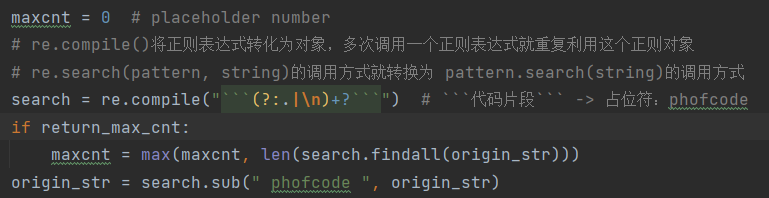 maxcnt = 0  # placeholder number
# re.compile()将正则表达式转化为对象，多次调用一个正则表达式就重复利用这个正则对象
# re.search(pattern, string)的调用方式就转换为 pattern.search(string)的调用方式
search = re.compile("```(?:.|\n)+?```")  # ```代码片段``` -> 占位符：phofcode
if return_max_cnt:
    maxcnt = max(maxcnt, len(search.findall(origin_str)))
origin_str = search.sub(" phofcode ", origin_str)